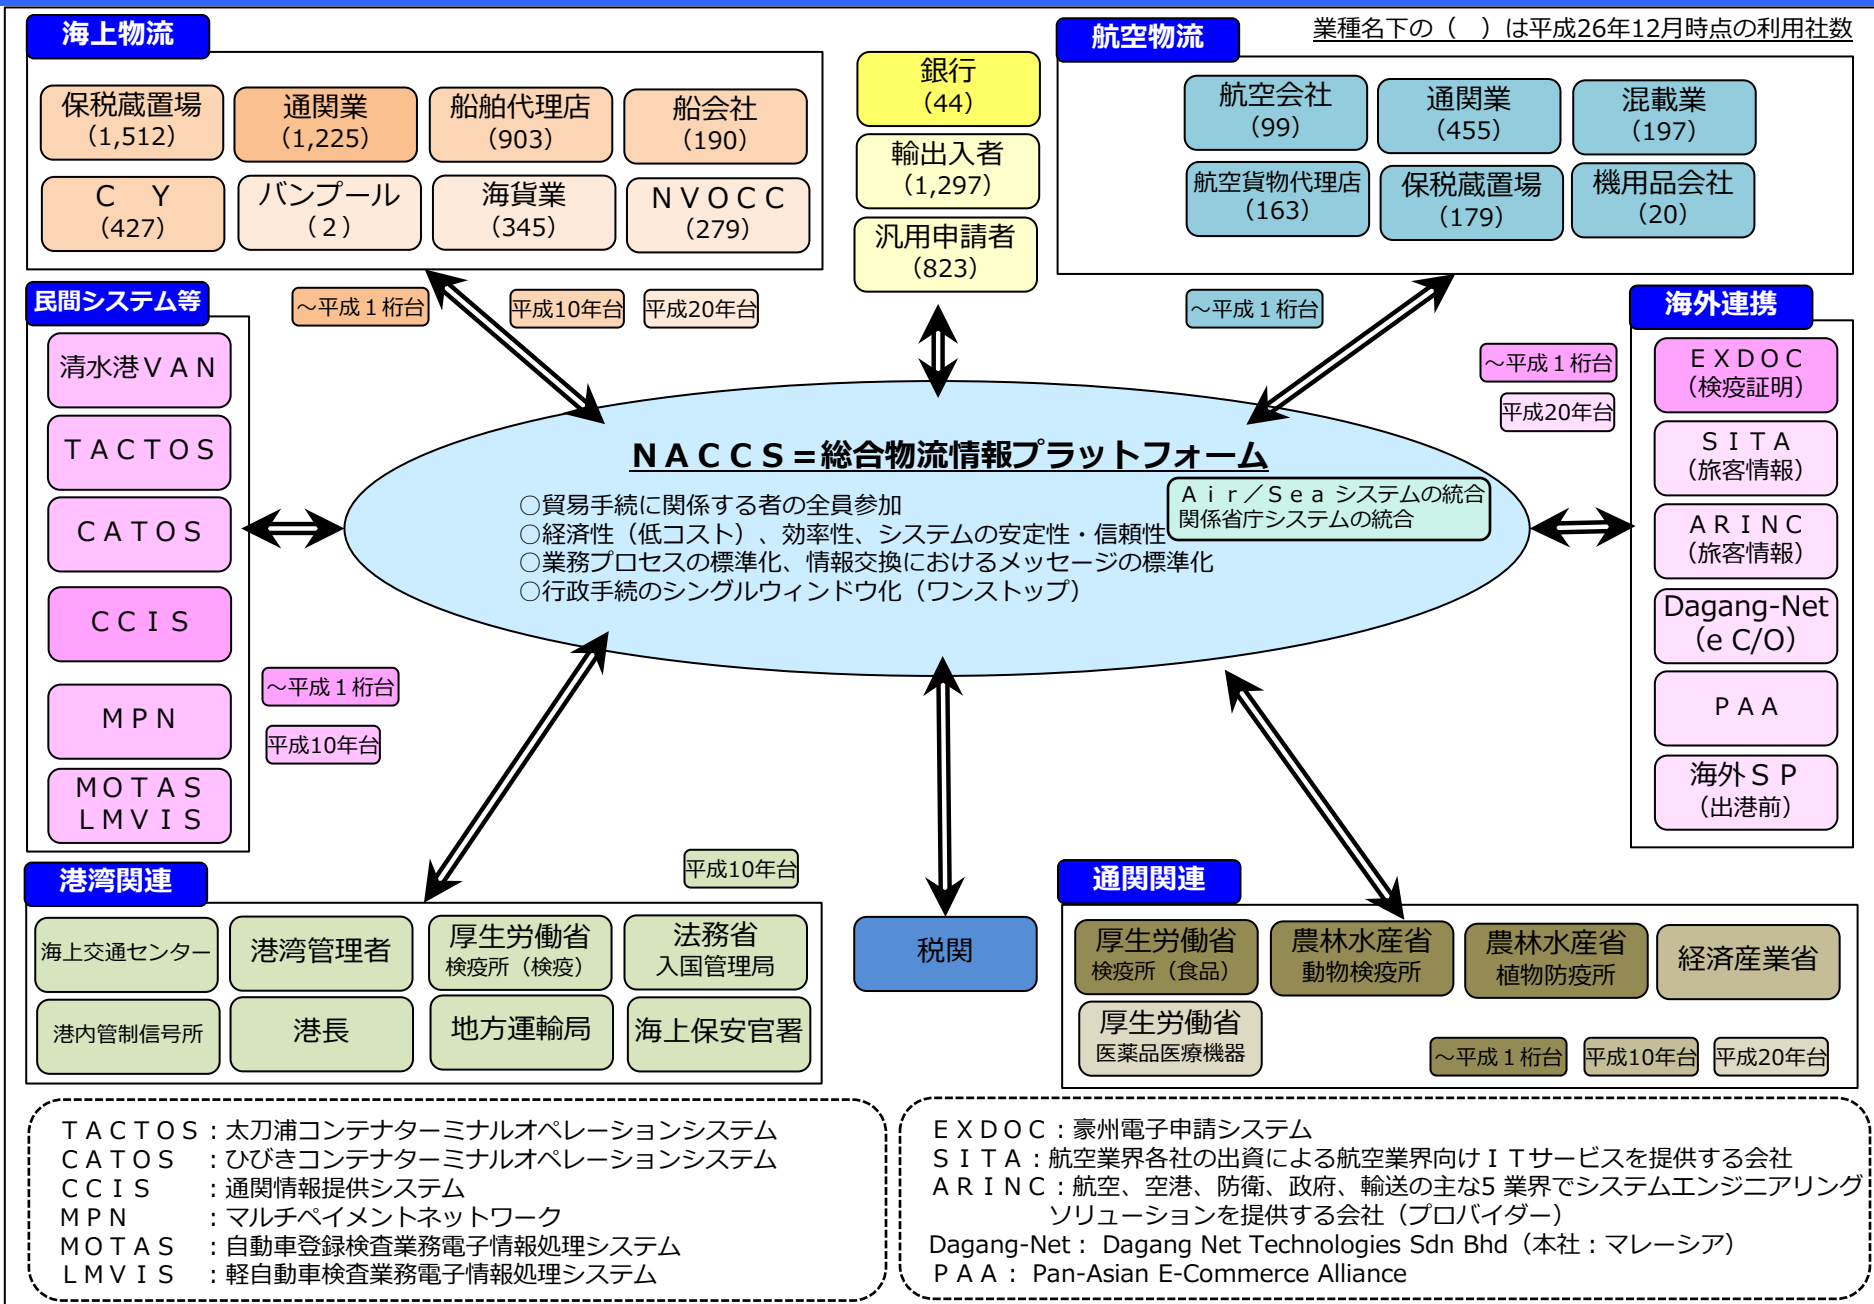 海上物流
航空物流
業種名下の（　）は平成26年12月時点の利用社数
保税蔵置場
（1,512）
通関業
（1,225）
船舶代理店
（903）
船会社
（190）
ＣＹ
（427）
バンプール
（２）
海貨業
（345）
ＮＶＯＣＣ
（279）
銀行
（44）
輸出入者
（1,297）
汎用申請者
（823）
航空会社
（99）
通関業
（455）
混載業
（197）
航空貨物代理店
（163）
保税蔵置場
（179）
機用品会社
（20）
～平成１桁台
平成10年台
平成20年台
～平成１桁台
民間システム等
清水港ＶＡＮ
ＴＡＣＴＯＳ
ＣＡＴＯＳ
ＣＣＩＳ
ＭＰＮ
ＭＯＴＡＳ
ＬＭＶＩＳ
～平成１桁台
平成10年台
海外連携
～平成１桁台
平成20年台
ＥＸＤＯＣ
（検疫証明）
ＳＩＴＡ
（旅客情報）
ＡＲＩＮＣ
（旅客情報）
Dagang-Net
（e C/O）
ＰＡＡ
海外ＳＰ
（出港前）
ＮＡＣＣＳ＝総合物流情報プラットフォーム
○貿易手続に関係する者の全員参加
○経済性（低コスト）、効率性、システムの安定性・信頼性
○業務プロセスの標準化、情報交換におけるメッセージの標準化
○行政手続のシングルウィンドウ化（ワンストップ）
Ａｉｒ／Ｓｅａ システムの統合
関係省庁システムの統合
港湾関連
平成10年台
海上交通センター
港湾管理者
厚生労働省
検疫所（検疫）
法務省
入国管理局
港内管制信号所
港長
地方運輸局
海上保安官署
税関
通関関連
厚生労働省
検疫所（食品）
農林水産省
動物検疫所
農林水産省
植物防疫所
経済産業省
厚生労働省
医薬品医療機器
～平成１桁台
平成10年台
平成20年台
ＴＡＣＴＯＳ：太刀浦コンテナターミナルオペレーションシステム
ＣＡＴＯＳ　：ひびきコンテナターミナルオペレーションシステム
ＣＣＩＳ　　：通関情報提供システム
ＭＰＮ　　　：マルチペイメントネットワーク
ＭＯＴＡＳ　：自動車登録検査業務電子情報処理システム
ＬＭＶＩＳ　：軽自動車検査業務電子情報処理システム
ＥＸＤＯＣ：豪州電子申請システム
ＳＩＴＡ：航空業界各社の出資による航空業界向けＩＴサービスを提供する会社
ＡＲＩＮＣ：航空、空港、防衛、政府、輸送の主な5 業界でシステムエンジニアリング
ソリューションを提供する会社（プロバイダー）
Dagang-Net： Dagang Net Technologies Sdn Bhd（本社：マレーシア）
ＰＡＡ： Pan-Asian E-Commerce Alliance